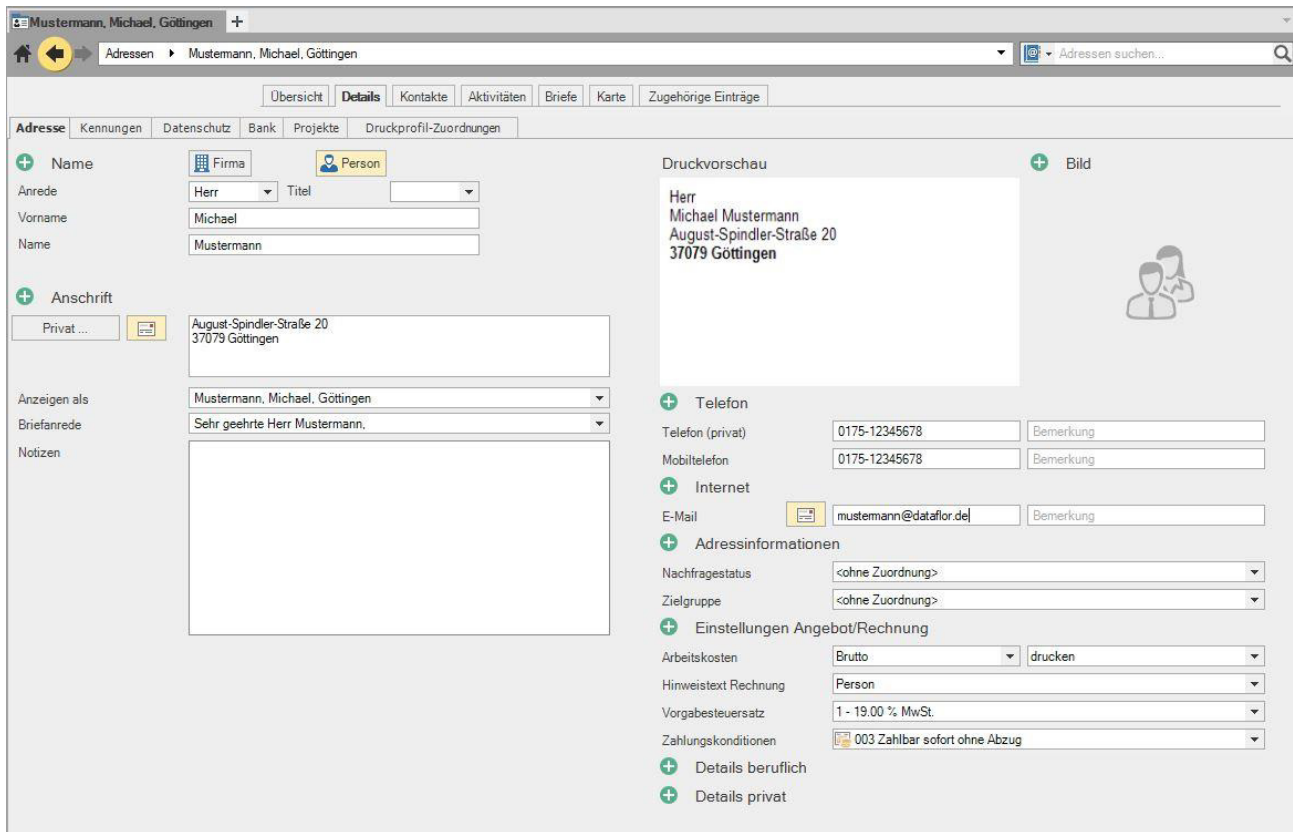 Mustermann, Michael, Göttingen +
Adressen Mustermann, Michael, Göttingen Adressen suchen...
Übersicht Details Kontakte Aktivitäten Briefe Karte Zugehörige Einträge
Adresse Kennungen Datenschutz Bank Projekte Druckprofil-Zuordnungen
Name Firma Person
Anrede Herr Titel
Vorname Michael
Name Mustermann
Anschrift
Privat ... August-Spindler-Straße 20
37079 Göttingen
Anzeigen als Mustermann, Michael, Göttingen
Briefanrede Sehr geehrte Herr Mustermann,
Notizen
Druckvorschau Bild
Herr
Michael Mustermann
August-Spindler-Straße 20
37079 Göttingen
Telefon
Telefon (privat) 0175-12345678 Bemerkung
Mobiltelefon 0175-12345678 Bemerkung
Internet
E-Mail mustermann@dataflor.de Bemerkung
Adressinformationen
Nachfragestatus <ohne Zuordnung>
Zielgruppe <ohne Zuordnung>
Einstellungen Angebot/Rechnung
Arbeitskosten Brutto drucken
Hinweistext Rechnung Person
Vorgabesteuersatz 1 - 19.00 % MwSt.
Zahlungskonditionen 003 Zahlbar sofort ohne Abzug
Details beruflich
Details privat